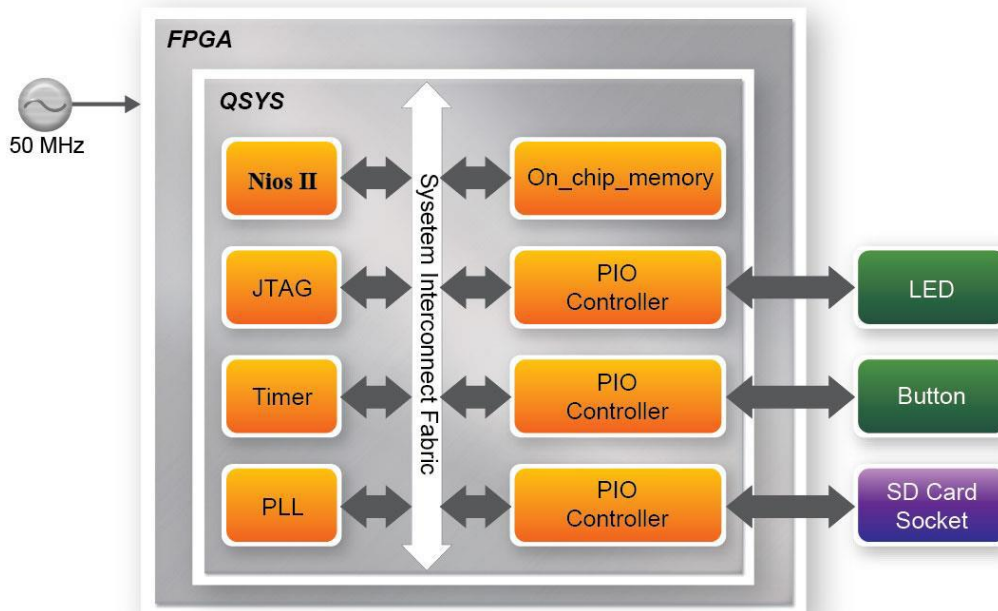 FPGA
50 MHz
QSYS
Nios II
On_chip_memory
Sysetem Interconnect Fabric
JTAG
PIO
Controller
LED
Timer
PIO
Controller
Button
PLL
PIO
Controller
SD Card
Socket